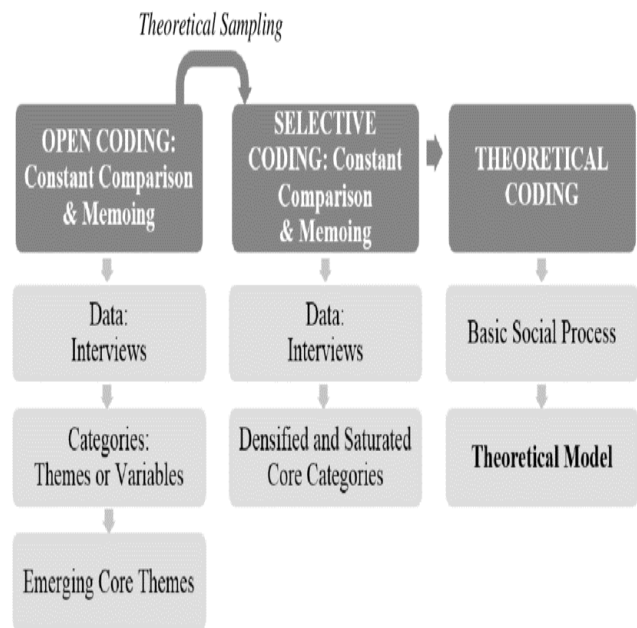 Theoretical Sampling
OPEN CODING:
Constant Comparison
& Memoing
SELECTIVE
CODING: Constant
Comparison
& Memoing
THEORETICAL
CODING
Data:
Interviews
Data:
Interviews
Basic Social Process
Categories:
Themes or Variables
Densified and Saturated
Core Categories
Theoretical Model
Emerging Core Themes